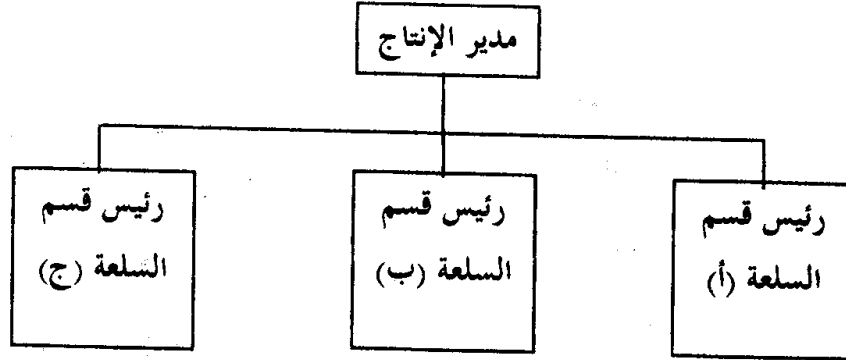 مدير الإنتاج
رئيس قسم
السلعة (أ)
رئيس قسم
السلعة (ب)
رئيس قسم
السلعة (ج)